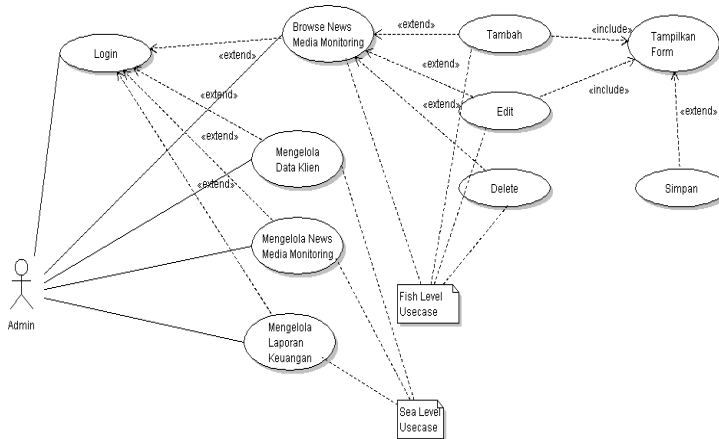 Login
Browse News
Media Monitoring
Tambah
Tampilkan
Form
Edit
Mengelola
Data Klien
Delete
Simpan
Mengelola News
Media Monitoring
Mengelola
Laporan
Keuangan
Admin
Fish Level
Usecase
Sea Level
Usecase
«extend»
«extend»
«extend»
«extend»
«extend»
«extend»
«extend»
«include»
«include»
«extend»